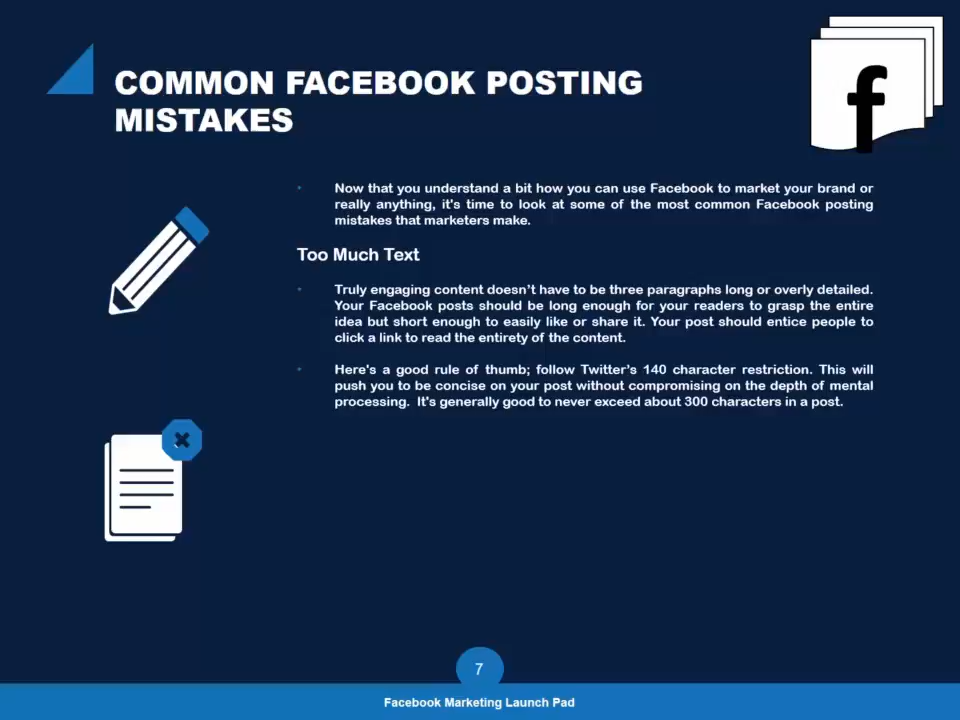 COMMON FACEBOOK POSTING
MISTAKES
f
• Now that you understand a bit how you can use Facebook to market your brand or
really anything, it's time to look at some of the most common Facebook posting
mistakes that marketers make.
Too Much Text
• Truly engaging content doesn’t have to be three paragraphs long or overly detailed.
Your Facebook posts should be long enough for your readers to grasp the entire
idea but short enough to easily like or share it. Your post should entice people to
click a link to read the entirety of the content.
• Here's a good rule of thumb; follow Twitter’s 140 character restriction. This will
push you to be concise on your post without compromising on the depth of mental
processing.  It's generally good to never exceed about 300 characters in a post.
7
Facebook Marketing Launch Pad